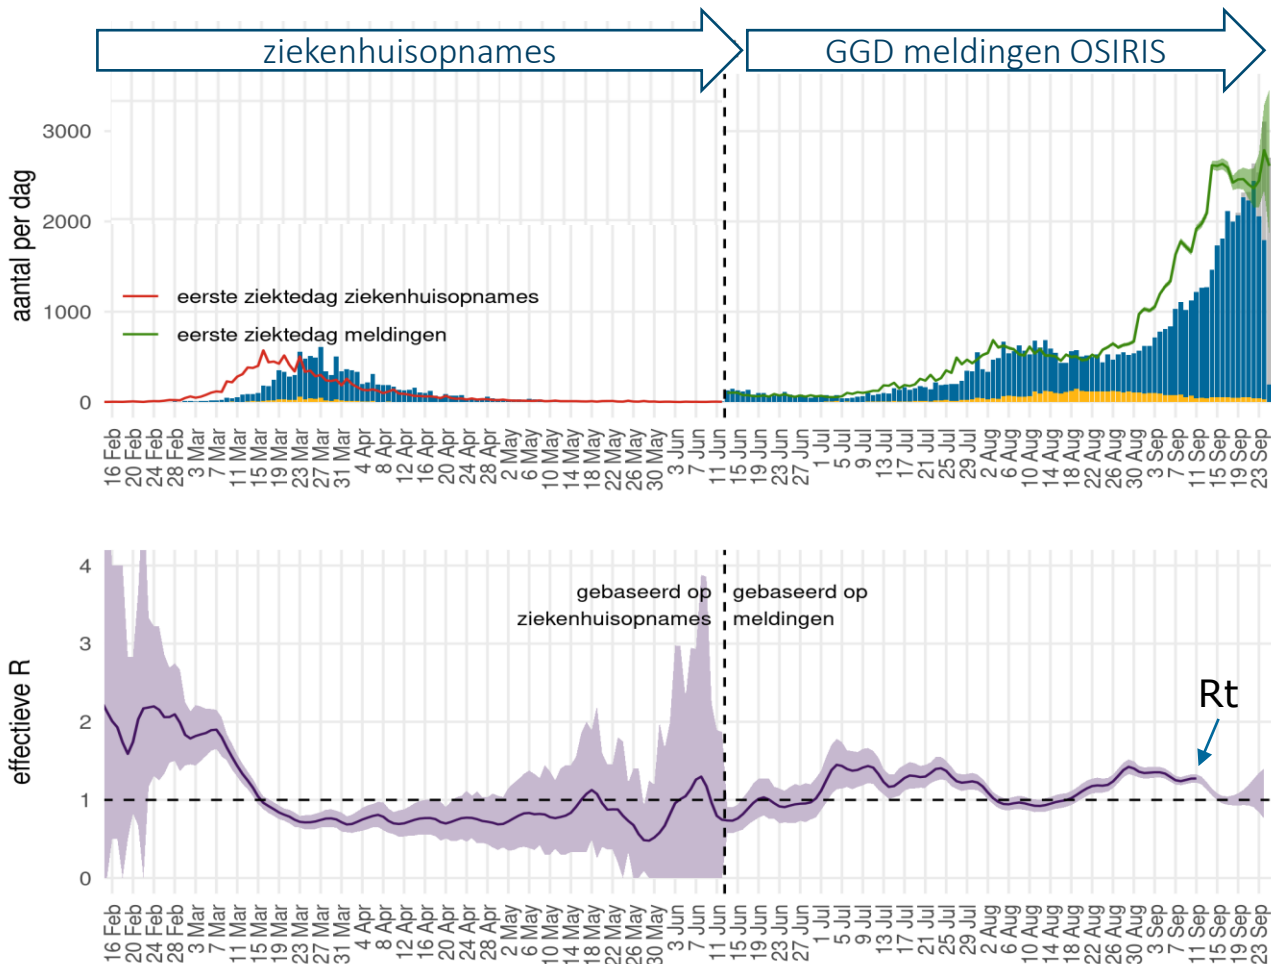 ziekenhuisopnames
GGD meldingen OSIRIS
aantal per dag
3000
2000
1000
0
eerste ziektedag ziekenhuisopnames
eerste ziektedag meldingen
16 Feb
20 Feb
24 Feb
28 Feb
3 Mar
7 Mar
11 Mar
15 Mar
19 Mar
23 Mar
27 Mar
31 Mar
4 Apr
8 Apr
12 Apr
16 Apr
20 Apr
24 Apr
28 Apr
2 May
6 May
10 May
14 May
18 May
22 May
26 May
30 May
3 Jun
7 Jun
11 Jun
15 Jun
19 Jun
23 Jun
27 Jun
1 Jul
5 Jul
9 Jul
13 Jul
17 Jul
21 Jul
25 Jul
29 Jul
2 Aug
6 Aug
10 Aug
14 Aug
18 Aug
22 Aug
26 Aug
30 Aug
3 Sep
7 Sep
11 Sep
15 Sep
19 Sep
23 Sep
effectieve R
4
3
2
1
0
gebaseerd op
ziekenhuisopnames
gebaseerd op
meldingen
Rt
16 Feb
20 Feb
24 Feb
28 Feb
3 Mar
7 Mar
11 Mar
15 Mar
19 Mar
23 Mar
27 Mar
31 Mar
4 Apr
8 Apr
12 Apr
16 Apr
20 Apr
24 Apr
28 Apr
2 May
6 May
10 May
14 May
18 May
22 May
26 May
30 May
3 Jun
7 Jun
11 Jun
15 Jun
19 Jun
23 Jun
27 Jun
1 Jul
5 Jul
9 Jul
13 Jul
17 Jul
21 Jul
25 Jul
29 Jul
2 Aug
6 Aug
10 Aug
14 Aug
18 Aug
22 Aug
26 Aug
30 Aug
3 Sep
7 Sep
11 Sep
15 Sep
19 Sep
23 Sep